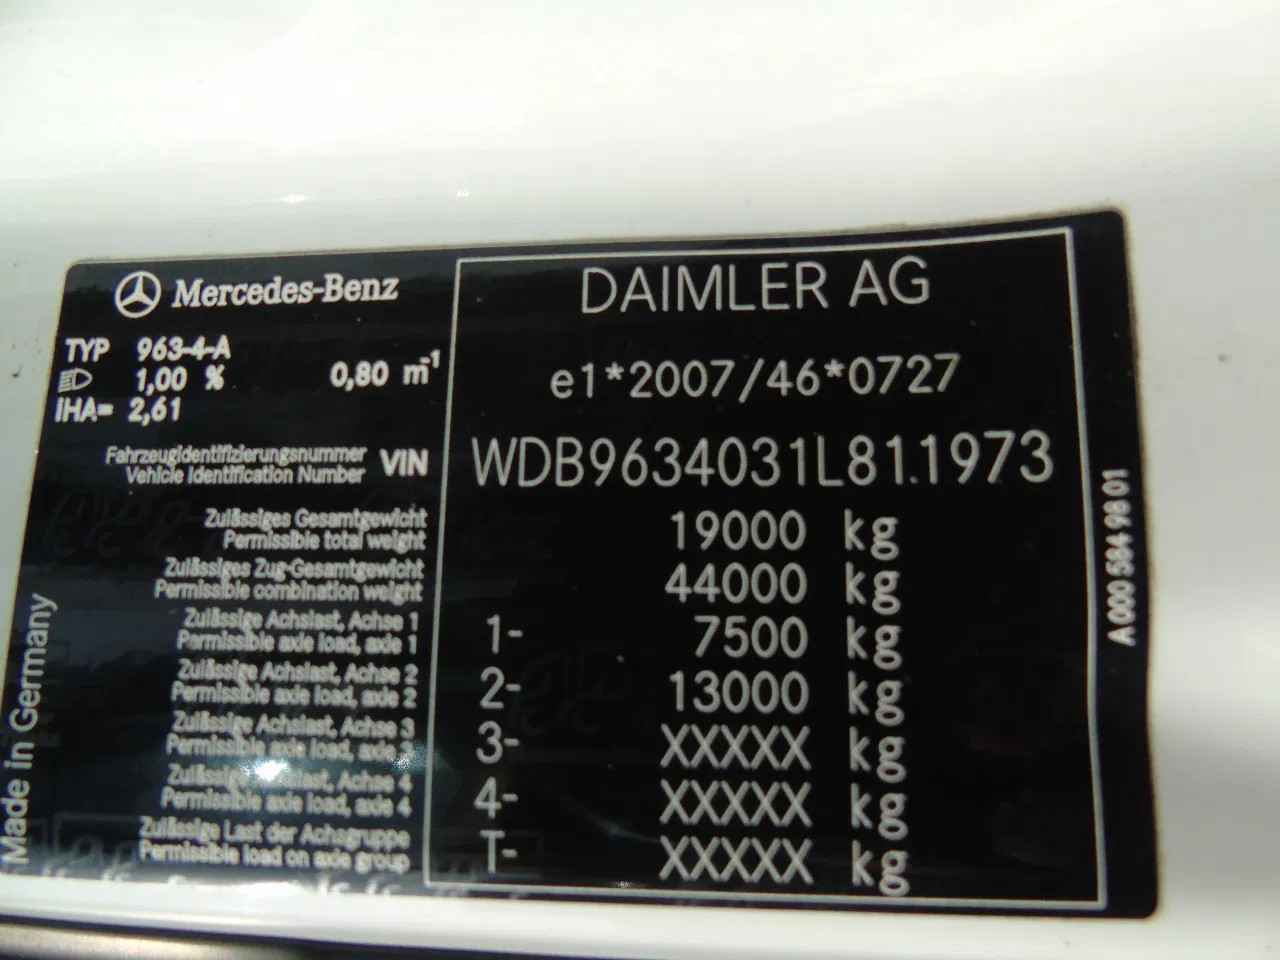 Mercedes-Benz
TYP 963-4-A
1,00 % 0,80 m-1
iHA= 2,61
Fahrzeugidentifizierungsnummer
Vehicle Identification Number VIN
Zulässiges Gesamtgewicht
Permissible total weight
Zulässiges Zug-Gesamtgewicht
Permissible combination weight
Zulässige Achslast, Achse 1
Permissible axle load, axle 1
Zulässige Achslast, Achse 2
Permissible axle load, axle 2
Zulässige Achslast, Achse 3
Permissible axle load, axle 3
Zulässige Achslast, Achse 4
Permissible axle load, axle 4
Zulässige Last der Achsgruppe
Permissible load on axle group
Made in Germany
DAIMLER AG
e1*2007/46*0727
WDB9634031L811973
19000 kg
44000 kg
1- 7500 kg
2- 13000 kg
3- XXXXX kg
4- XXXXX kg
T- XXXXX kg
A 000 584 98 01